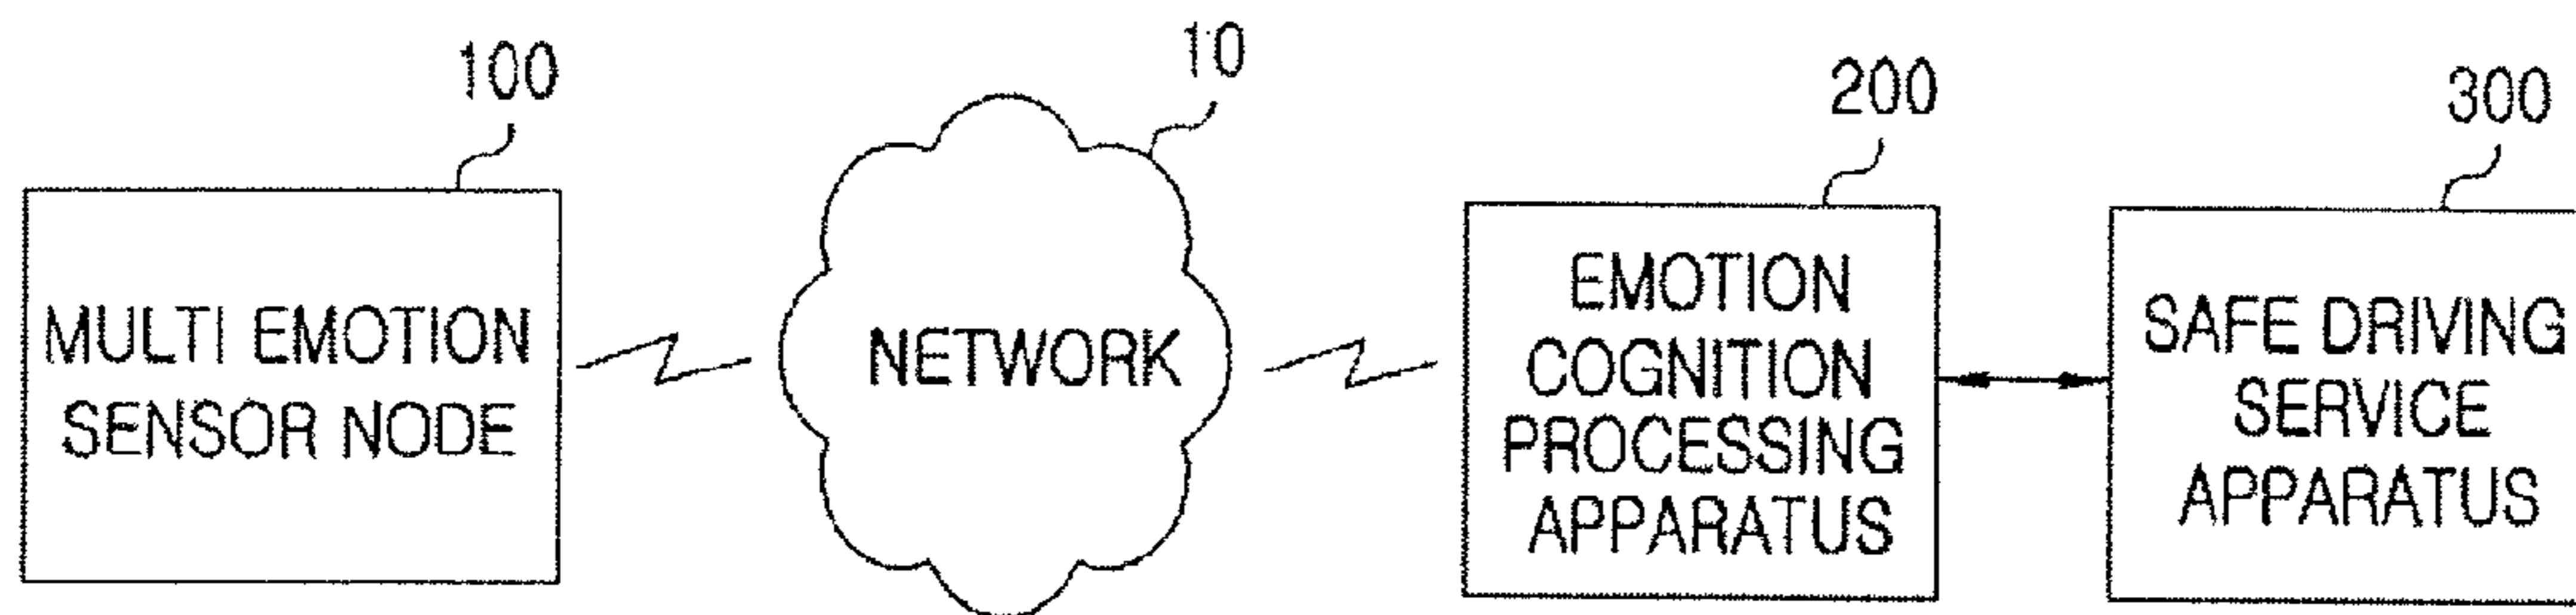 100
10
200
300
MULTI EMOTION
SENSOR NODE
NETWORK
EMOTION
COGNITION
PROCESSING
APPARATUS
SAFE DRIVING
SERVICE
APPARATUS